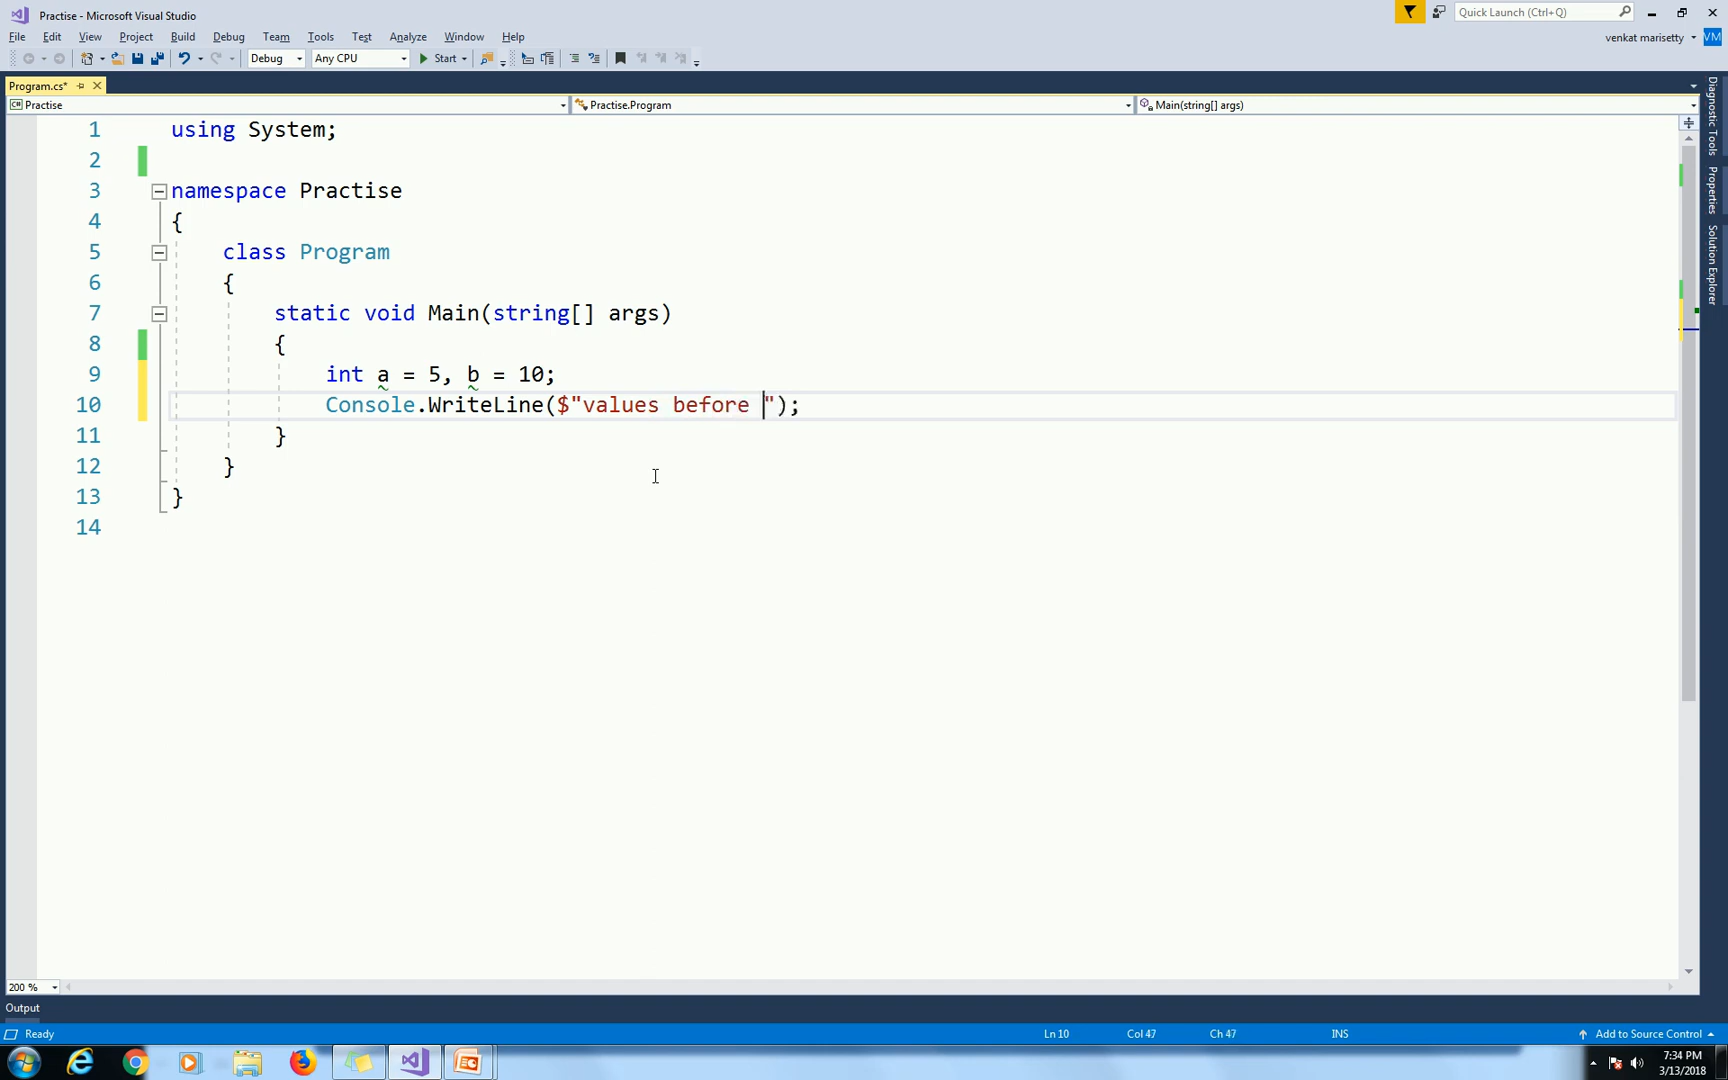 Practise - Microsoft Visual Studio
Quick Launch (Ctrl+Q)
File Edit View Project Build Debug Team Tools Test Analyze Window Help
venkat marisetty VM
Debug Any CPU Start
Program.cs*
C# Practise Practise.Program Main(string[] args)
1 using System;
2
3 namespace Practise
4 {
5 class Program
6 {
7 static void Main(string[] args)
8 {
9 int a = 5, b = 10;
10 Console.WriteLine($"values before ");
11 }
12 }
13 }
14
Diagnostic Tools
Properties
Solution Explorer
200 %
Output
Ready Ln 10 Col 47 Ch 47 INS Add to Source Control
7:34 PM
3/13/2018